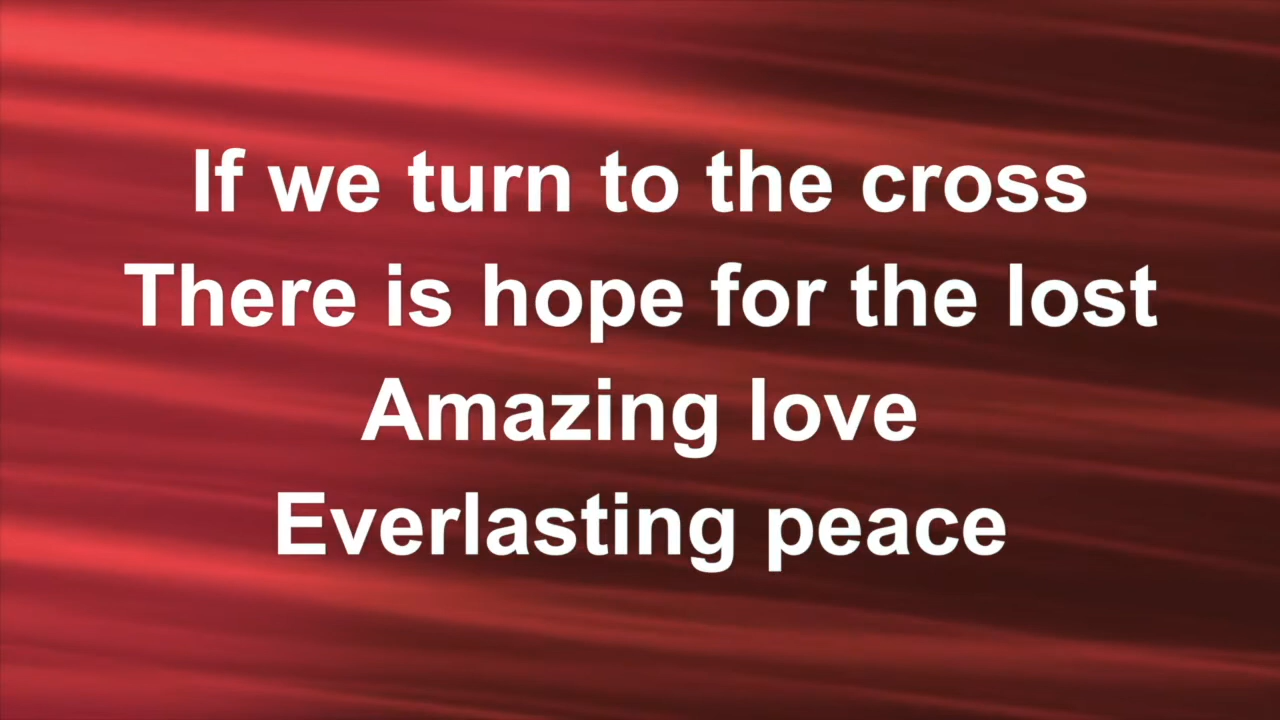 If we turn to the cross
There is hope for the lost
Amazing love
Everlasting peace